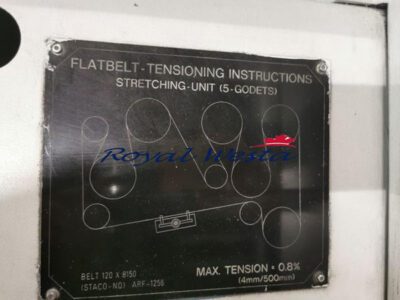 FLATBELT-TENSIONING INSTRUCTIONS
STRETCHING-UNIT (5-GODETS)
Royal Westa
BELT 120 X 8150
(STACO-NO) ARF-1256
MAX. TENSION = 0.8%
(4mm/500mm)